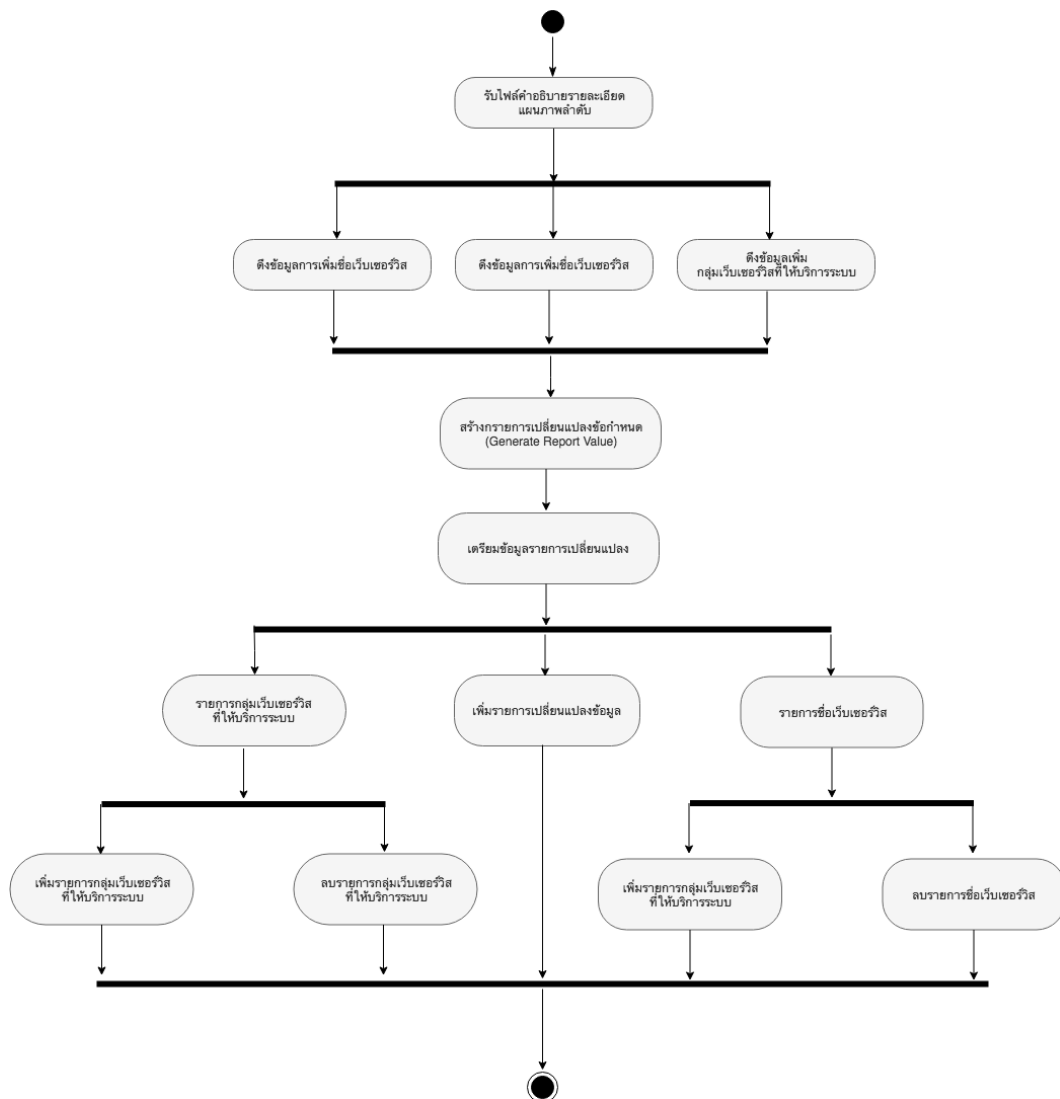 รับไฟล์คำอธิบายรายละเอียด
แผนภาพลำดับ
ดึงข้อมูลการเพิ่มชื่อเว็บเซอร์วิส
ดึงข้อมูลการเพิ่มชื่อเว็บเซอร์วิส
ดึงข้อมูลเพิ่ม
กลุ่มเว็บเซอร์วิสที่ให้บริการระบบ
สร้างกรายการเปลี่ยนแปลงข้อกำหนด
(Generate Report Value)
เตรียมข้อมูลรายการเปลี่ยนแปลง
รายการกลุ่มเว็บเซอร์วิส
ที่ให้บริการระบบ
เพิ่มรายการเปลี่ยนแปลงข้อมูล
รายการชื่อเว็บเซอร์วิส
เพิ่มรายการกลุ่มเว็บเซอร์วิส
ที่ให้บริการระบบ
ลบรายการกลุ่มเว็บเซอร์วิส
ที่ให้บริการระบบ
เพิ่มรายการกลุ่มเว็บเซอร์วิส
ที่ให้บริการระบบ
ลบรายการชื่อเว็บเซอร์วิส